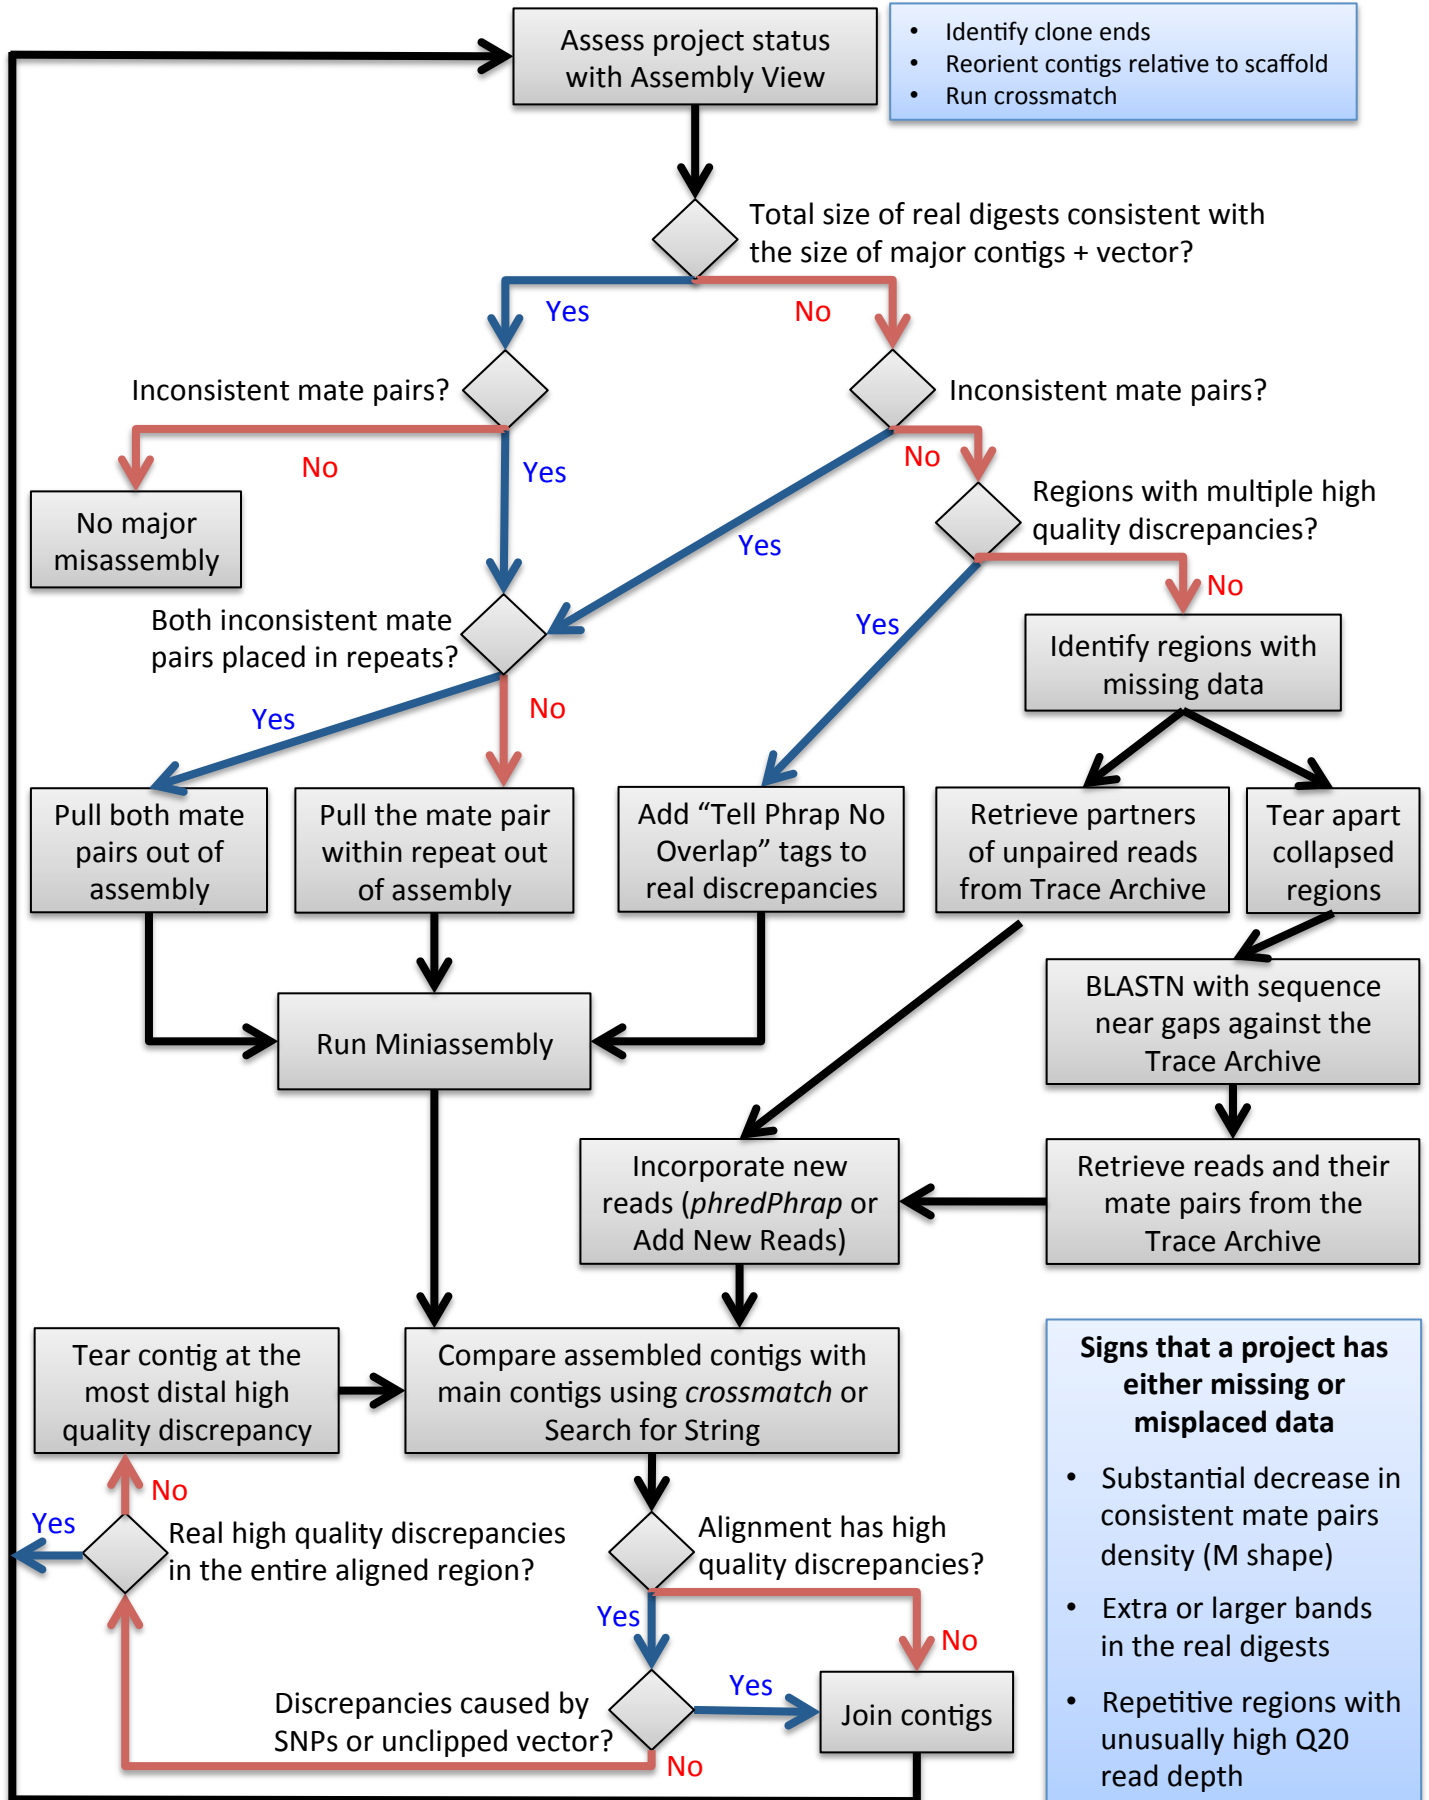 Assess project status
with Assembly View
• Identify clone ends
• Reorient contigs relative to scaffold
• Run crossmatch
Total size of real digests consistent with
the size of major contigs + vector?
Yes
No
Inconsistent mate pairs?
Inconsistent mate pairs?
No
Yes
No
Yes
Regions with multiple high
quality discrepancies?
No major
misassembly
No
Yes
Both inconsistent mate
pairs placed in repeats?
Identify regions with
missing data
Yes
No
Pull both mate
pairs out of
assembly
Pull the mate pair
within repeat out
of assembly
Add “Tell Phrap No
Overlap” tags to
real discrepancies
Retrieve partners
of unpaired reads
from Trace Archive
Tear apart
collapsed
regions
Run Miniassembly
BLASTN with sequence
near gaps against the
Trace Archive
Incorporate new
reads (phredPhrap or
Add New Reads)
Retrieve reads and their
mate pairs from the
Trace Archive
Tear contig at the
most distal high
quality discrepancy
Compare assembled contigs with
main contigs using crossmatch or
Search for String
No
Yes
Real high quality discrepancies
in the entire aligned region?
Alignment has high
quality discrepancies?
Yes
No
Discrepancies caused by
SNPs or unclipped vector?
Yes
No
Join contigs
Signs that a project has
either missing or
misplaced data
• Substantial decrease in
consistent mate pairs
density (M shape)
• Extra or larger bands
in the real digests
• Repetitive regions with
unusually high Q20
read depth